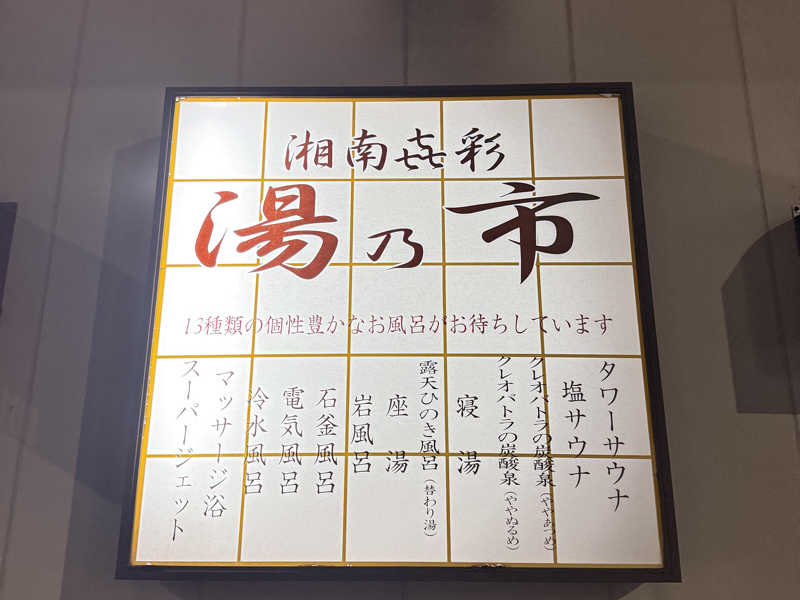 湘南㐂彩
湯乃市
13種類の個性豊かなお風呂がお待ちしています
タワーサウナ
塩サウナ
クレオパトラの炭酸泉(ややあつめ)
クレオパトラの炭酸泉(ややぬるめ)
寝湯
露天ひのき風呂(替わり湯)
座湯
岩風呂
石釜風呂
電気風呂
冷水風呂
マッサージ浴
スーパージェット